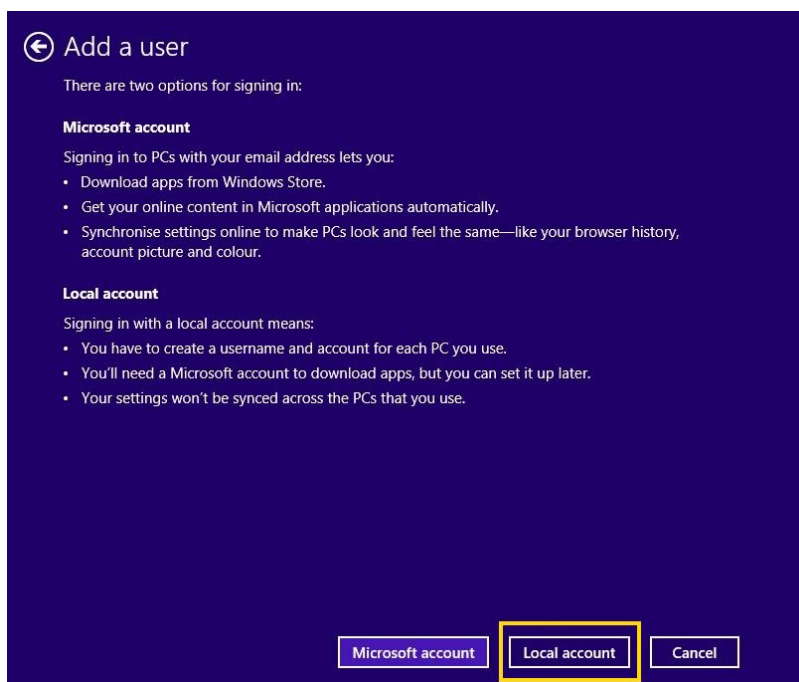 Add a user
There are two options for signing in:
Microsoft account
Signing in to PCs with your email address lets you:
• Download apps from Windows Store.
• Get your online content in Microsoft applications automatically.
• Synchronise settings online to make PCs look and feel the same—like your browser history,
account picture and colour.
Local account
Signing in with a local account means:
• You have to create a username and account for each PC you use.
• You'll need a Microsoft account to download apps, but you can set it up later.
• Your settings won't be synced across the PCs that you use.
Microsoft account Local account Cancel